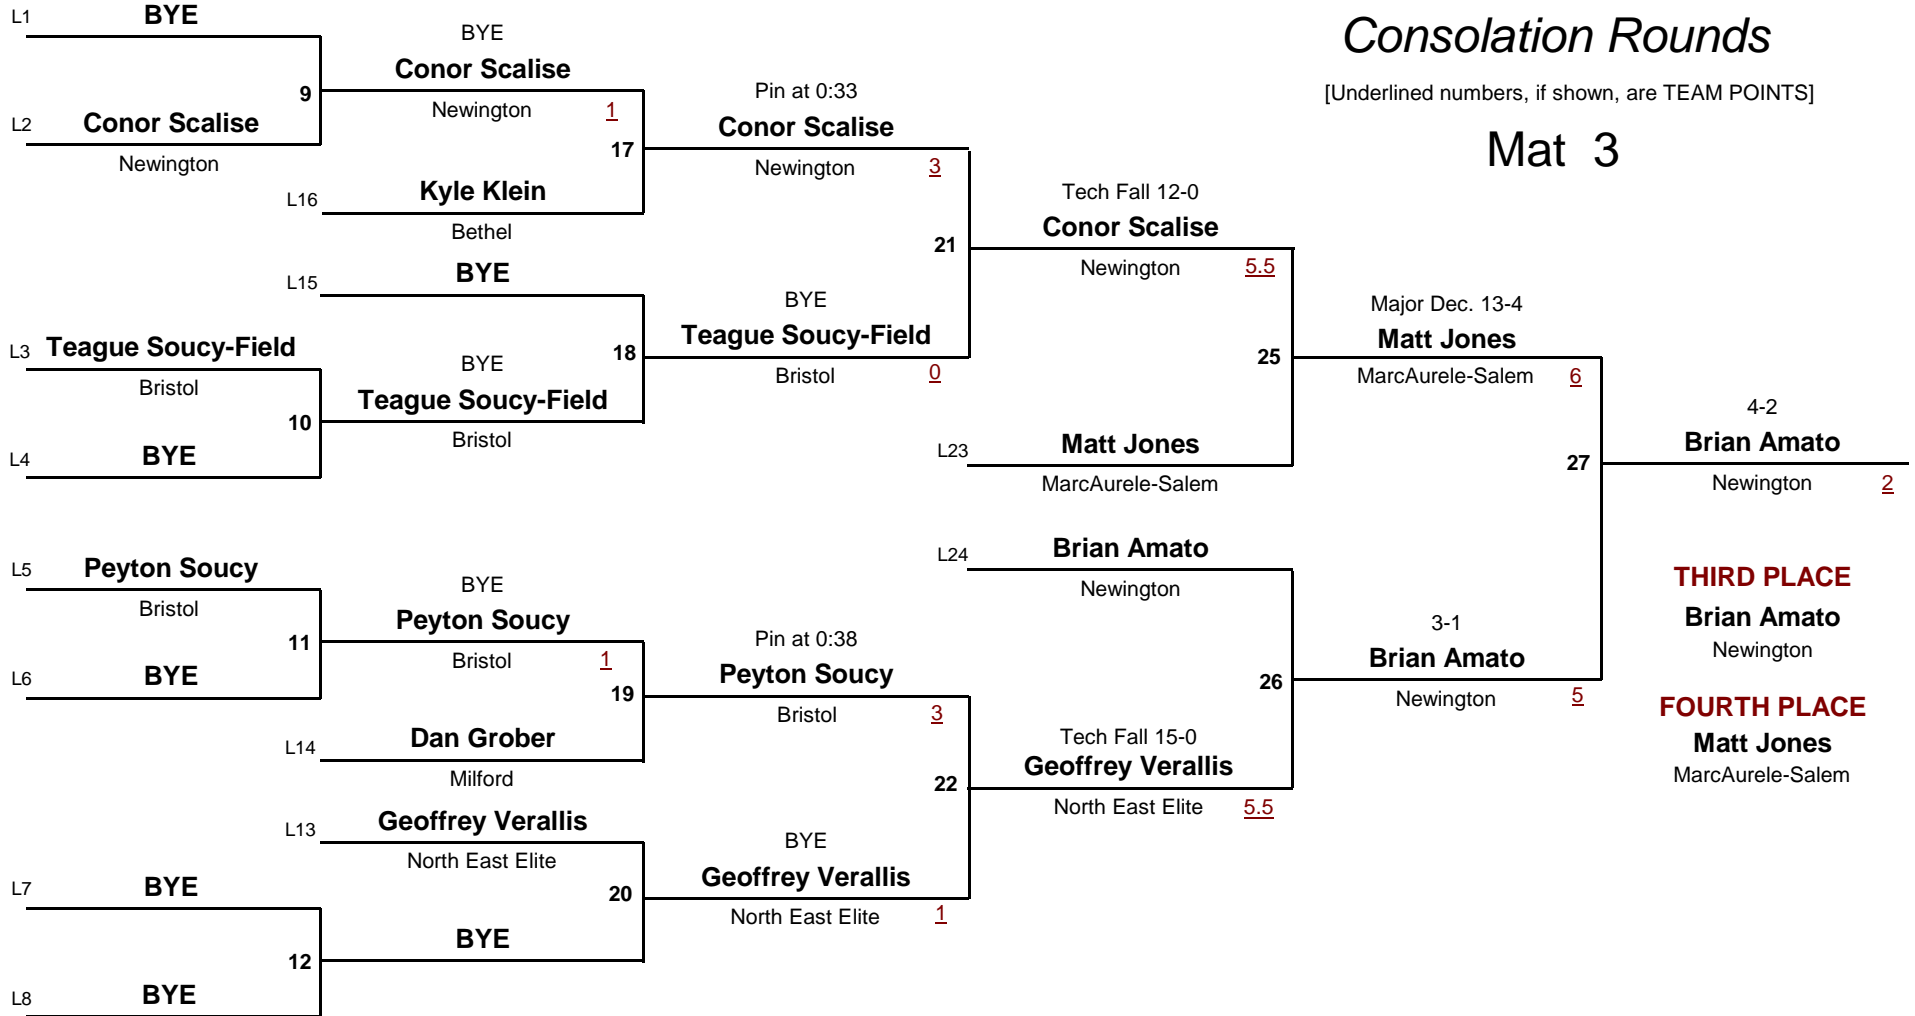 Consolation Rounds
[Underlined numbers, if shown, are TEAM POINTS]
Mat 3
L1
BYE
9
L2
Conor Scalise
Newington
L3
Teague Soucy-Field
Bristol
10
L4
BYE
L5
Peyton Soucy
Bristol
11
L6
BYE
L7
BYE
12
L8
BYE
BYE
Conor Scalise
Newington
1
17
L16
Kyle Klein
Bethel
L15
BYE
18
BYE
Teague Soucy-Field
Bristol
BYE
Peyton Soucy
Bristol
1
19
L14
Dan Grober
Milford
L13
Geoffrey Verallis
North East Elite
20
BYE
Pin at 0:33
Conor Scalise
Newington
3
21
BYE
Teague Soucy-Field
Bristol
0
Pin at 0:38
Peyton Soucy
Bristol
3
22
BYE
Geoffrey Verallis
North East Elite
1
Tech Fall 12-0
Conor Scalise
Newington
5.5
25
L23
Matt Jones
MarcAurele-Salem
L24
Brian Amato
Newington
26
Tech Fall 15-0
Geoffrey Verallis
North East Elite
5.5
Major Dec. 13-4
Matt Jones
MarcAurele-Salem
6
27
3-1
Brian Amato
Newington
5
4-2
Brian Amato
Newington
2
THIRD PLACE
Brian Amato
Newington
FOURTH PLACE
Matt Jones
MarcAurele-Salem